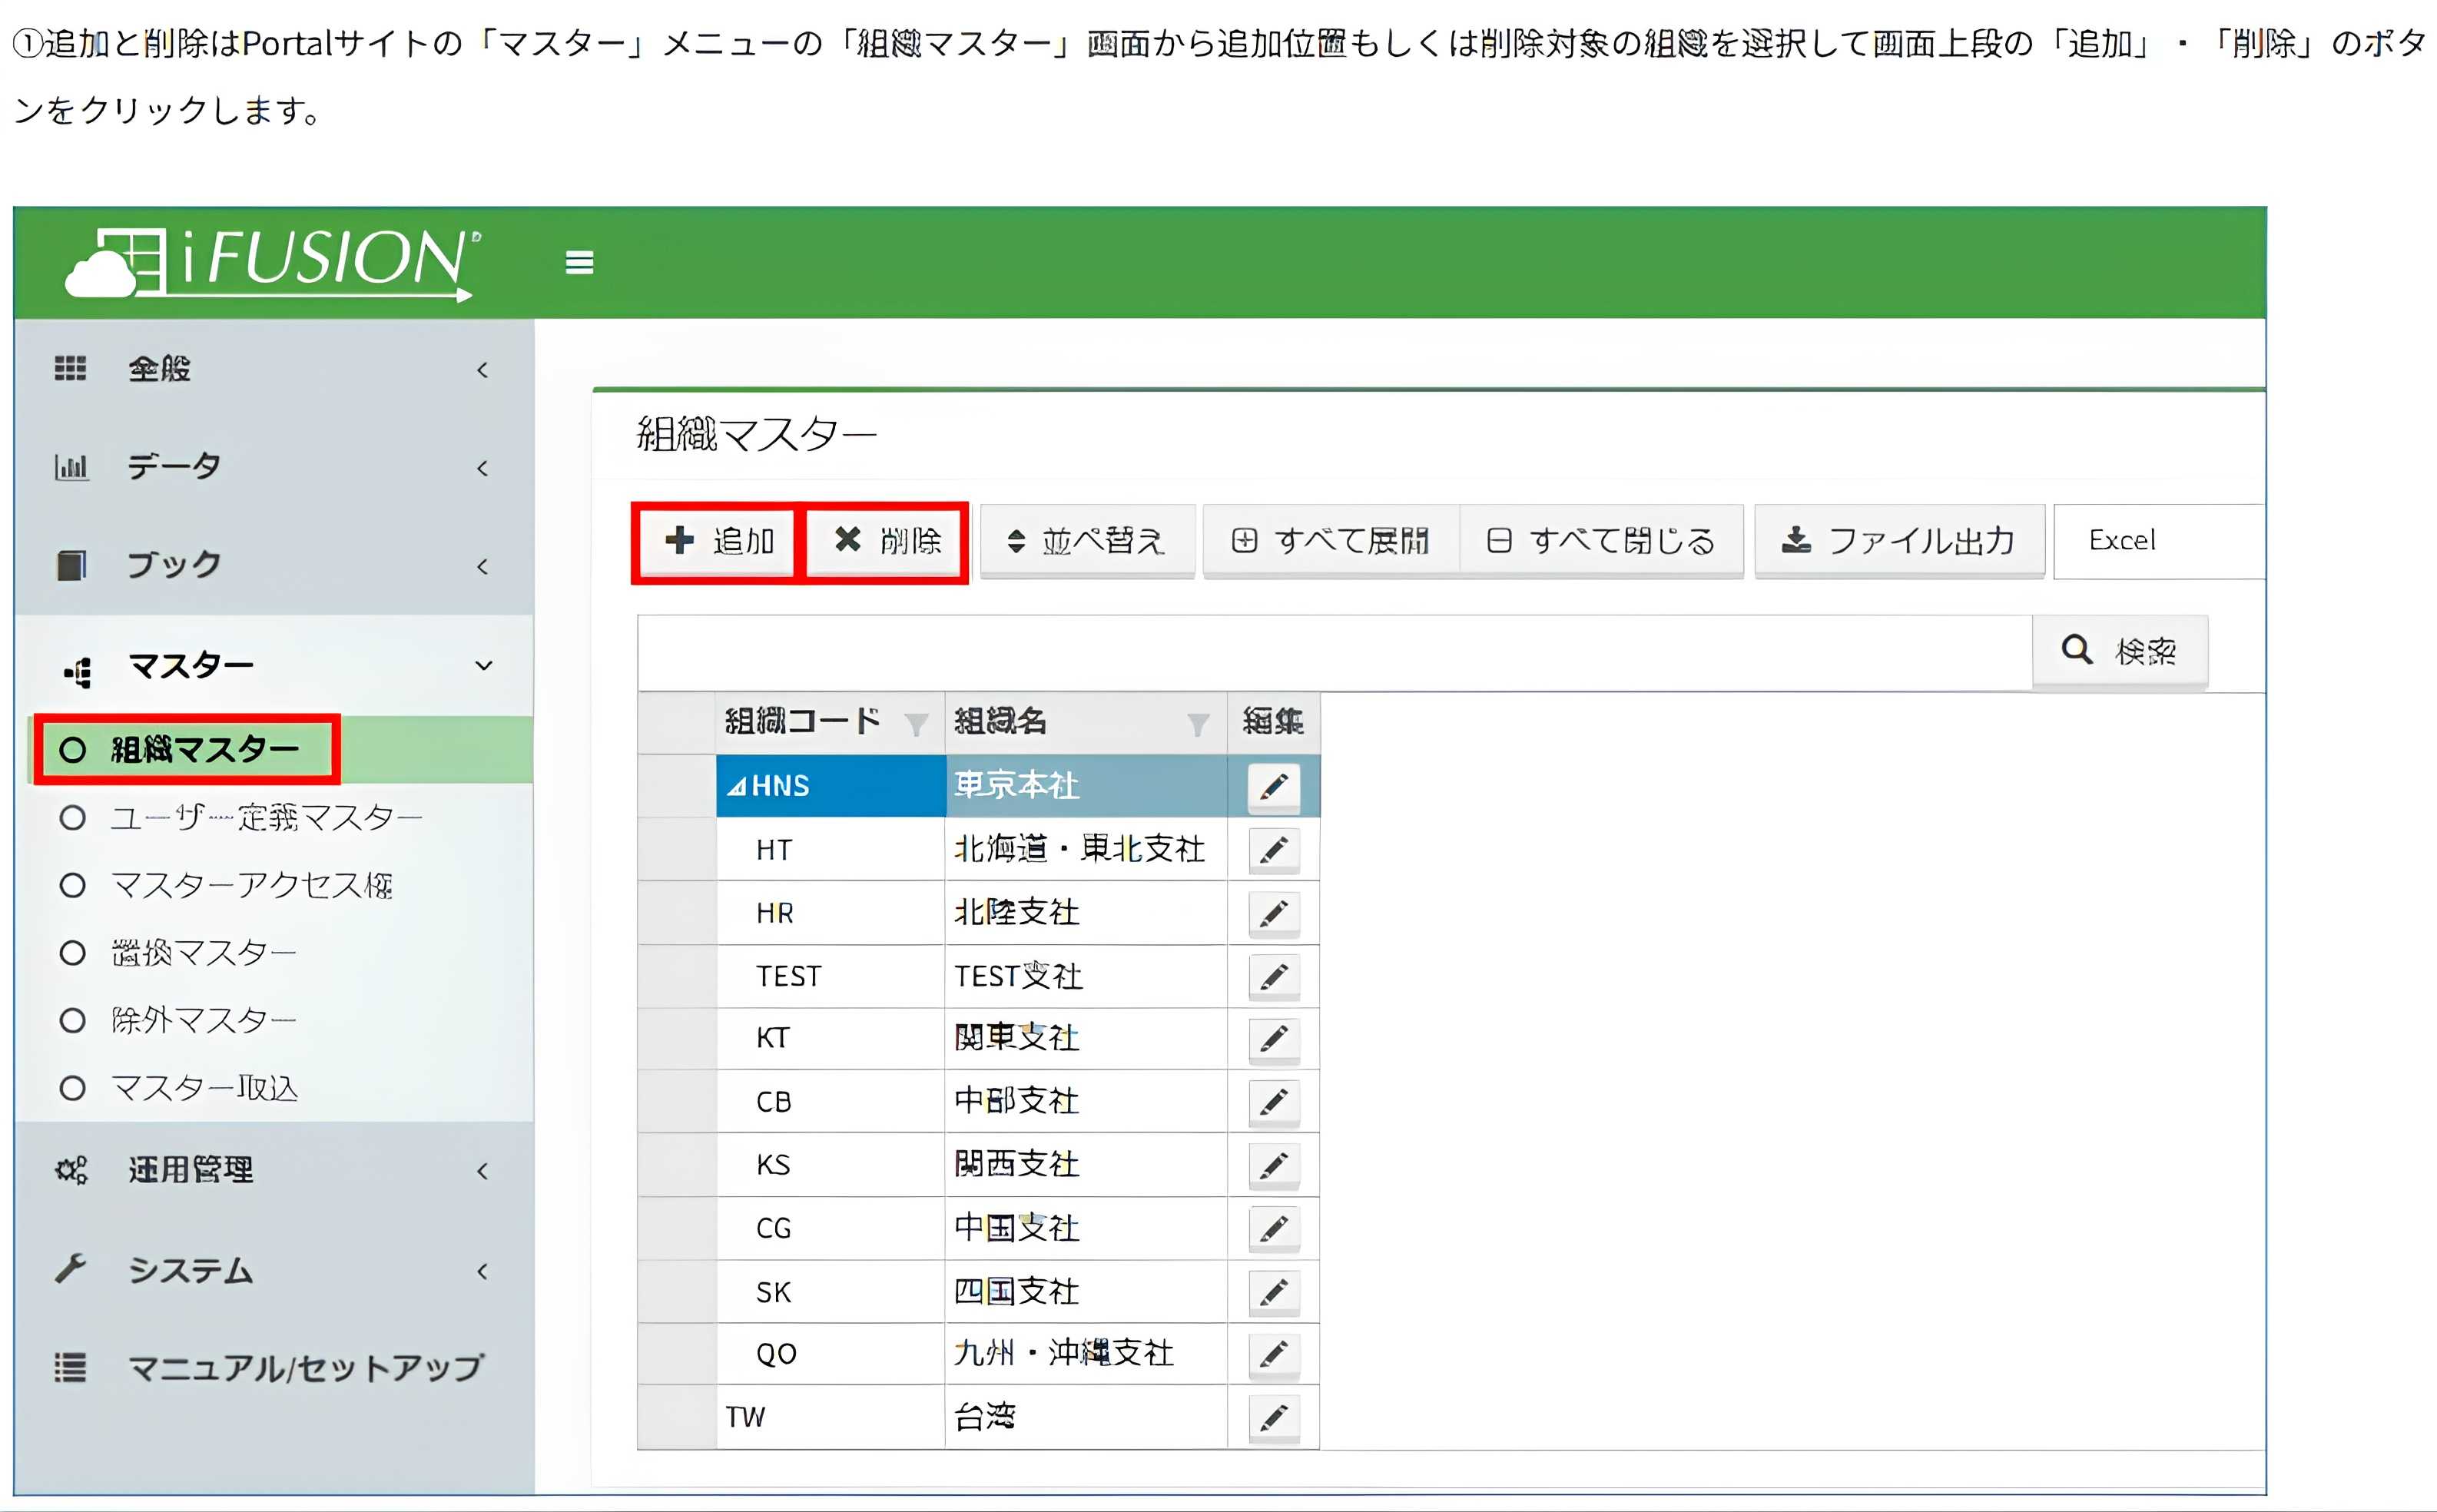 ①追加と削除はPortalサイトの「マスター」メニューの「組織マスター」画面から追加位置もしくは削除対象の組織を選択して画面上段の「追加」・「削除」のボタ
ンをクリックします。
i FUSION
全般
データ
ブック
マスター
組織マスター
ユーザー定義マスター
マスターアクセス権
置換マスター
除外マスター
マスター取込
運用管理
システム
マニュアル/セットアップ
組織マスター
追加 削除 並べ替え すべて展開 すべて閉じる ファイル出力 Excel
検索
組織コード 組織名 編集
HNS 東京本社
HT 北海道・東北支社
HR 北陸支社
TEST TEST支社
KT 関東支社
CB 中部支社
KS 関西支社
CG 中国支社
SK 四国支社
QO 九州・沖縄支社
TW 台湾